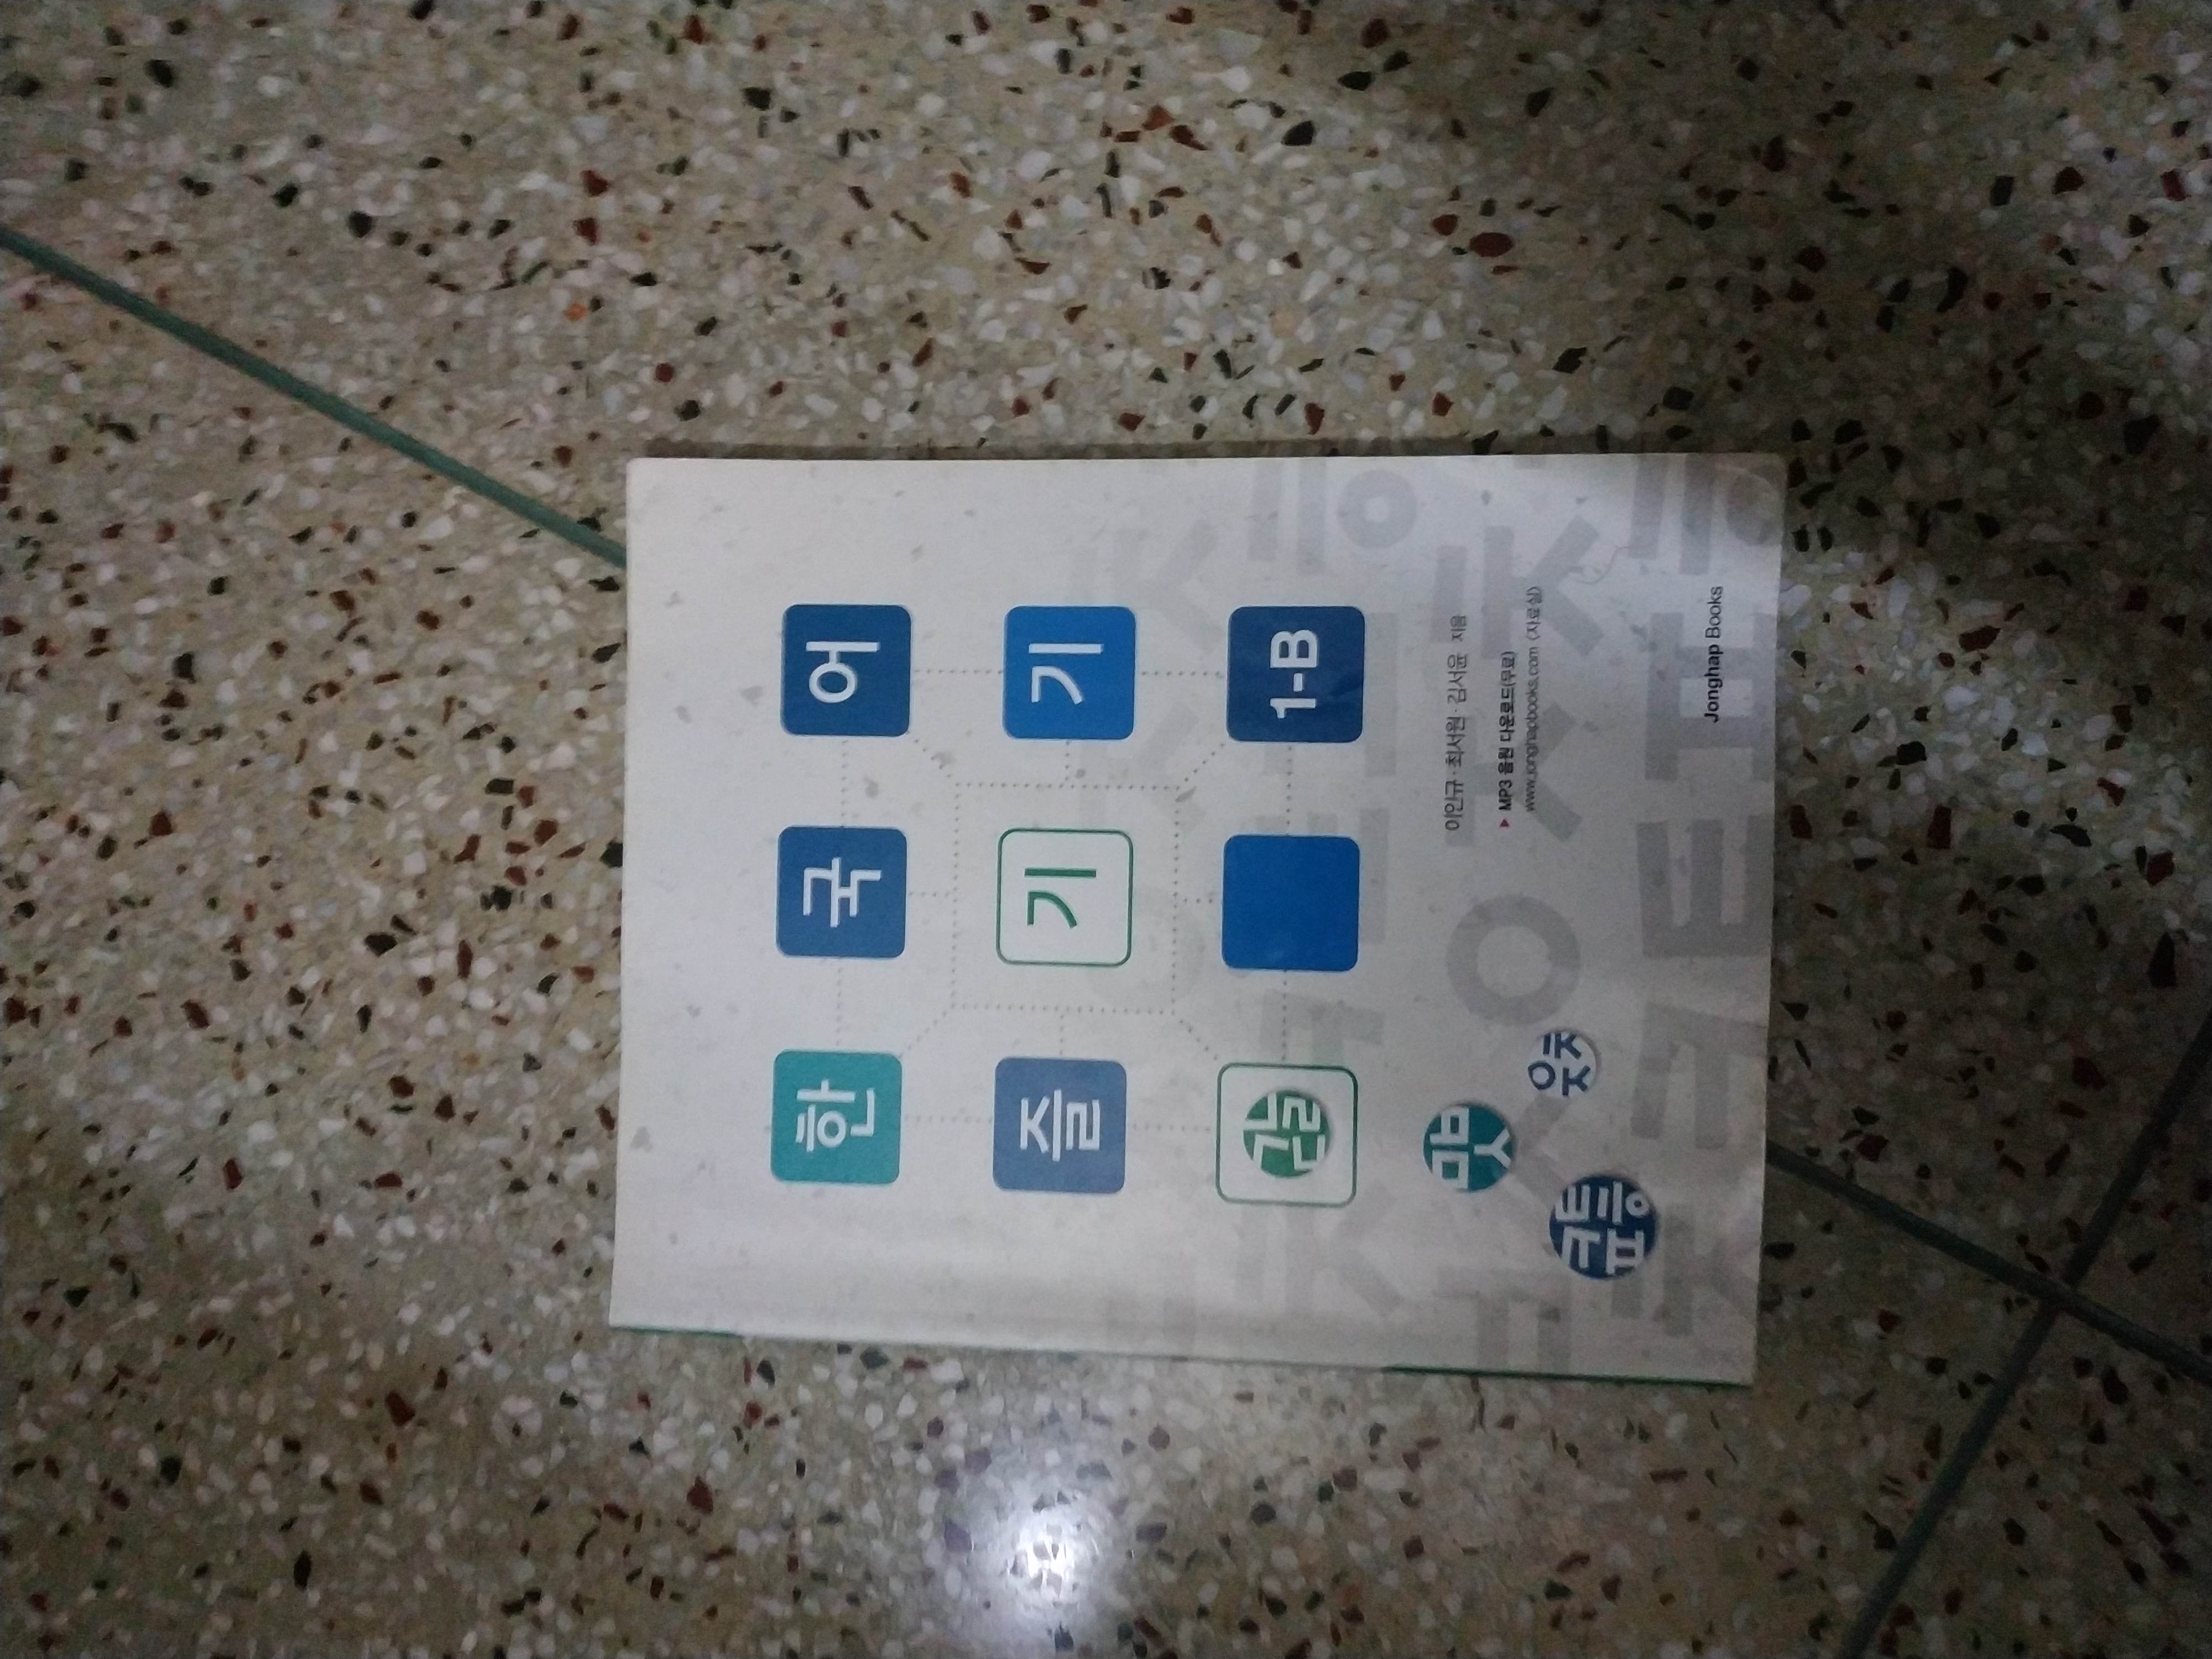 한 국 어
즐 기 기
1-B
이인규·최서원·김서윤 지음
▶ MP3 음원 다운로드(무료)
www.jonghapbooks.com 〈자료실〉
Jonghap Books